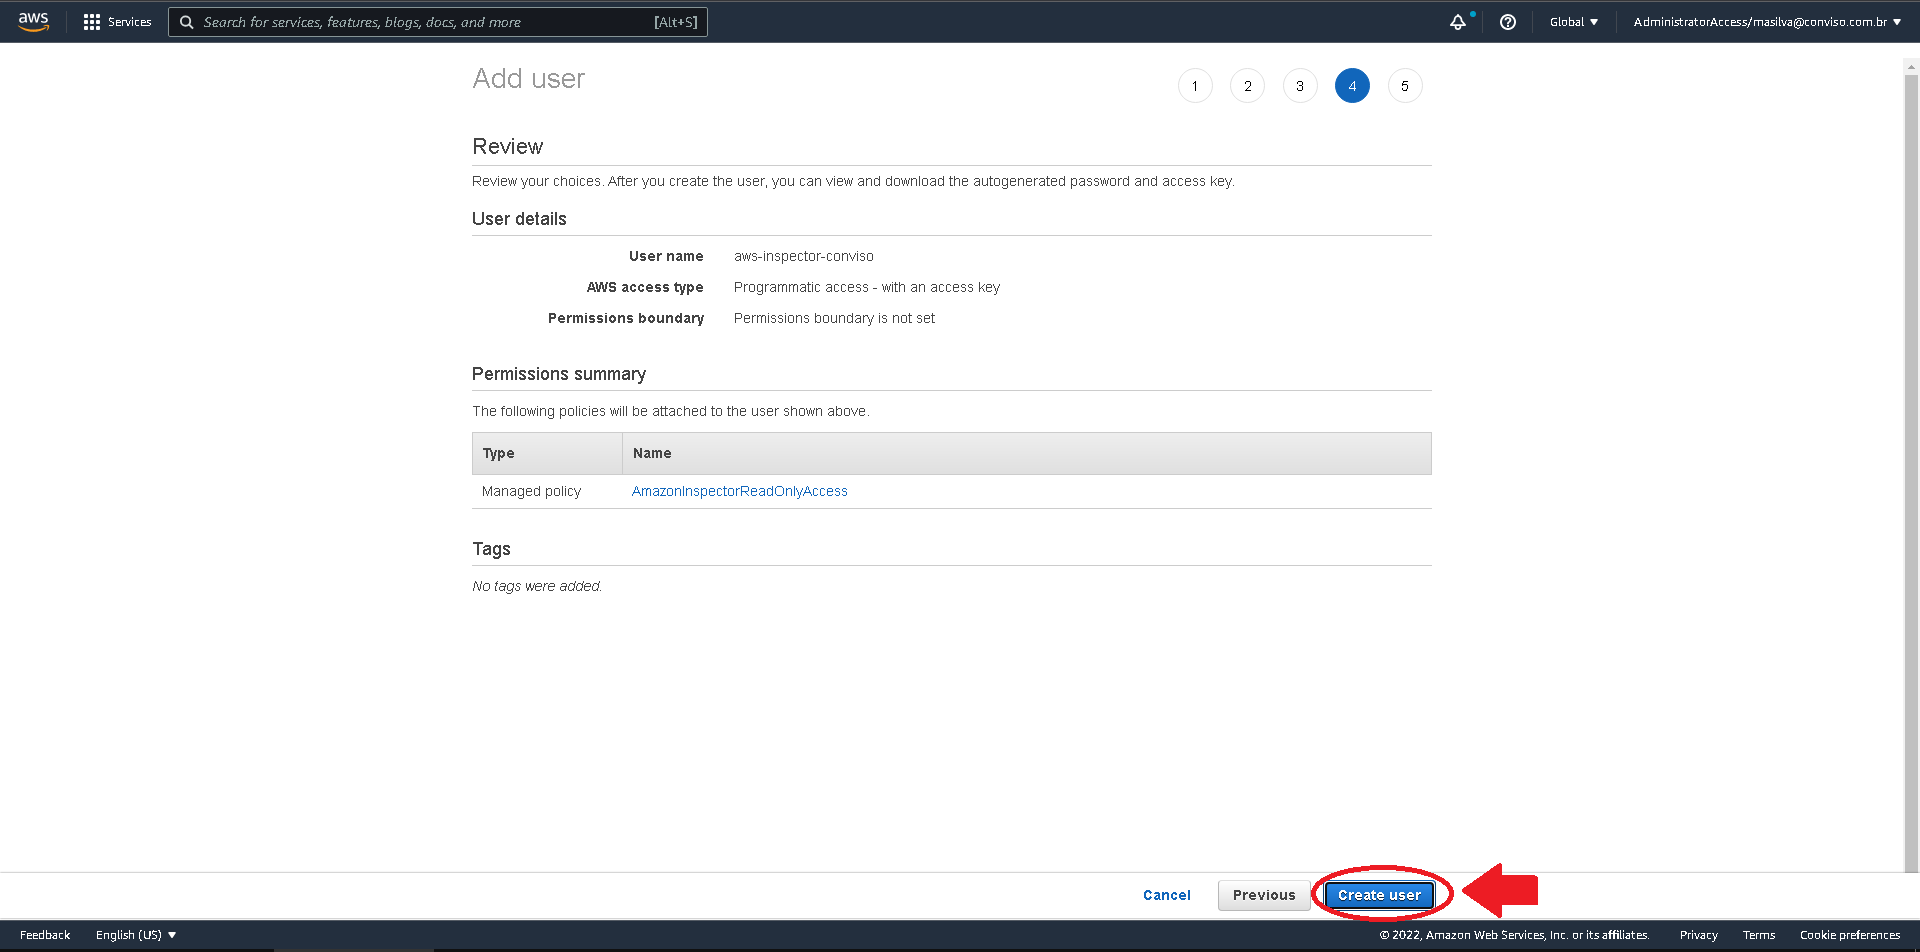 aws Services Search for services, features, blogs, docs, and more [Alt+S] Global AdministratorAccess/masilva@conviso.com.br
Add user 1 2 3 4 5
Review
Review your choices. After you create the user, you can view and download the autogenerated password and access key.
User details
User name aws-inspector-conviso
AWS access type Programmatic access - with an access key
Permissions boundary Permissions boundary is not set
Permissions summary
The following policies will be attached to the user shown above.
Type Name
Managed policy AmazonInspectorReadOnlyAccess
Tags
No tags were added.
Cancel Previous Create user
Feedback English (US) © 2022, Amazon Web Services, Inc. or its affiliates. Privacy Terms Cookie preferences